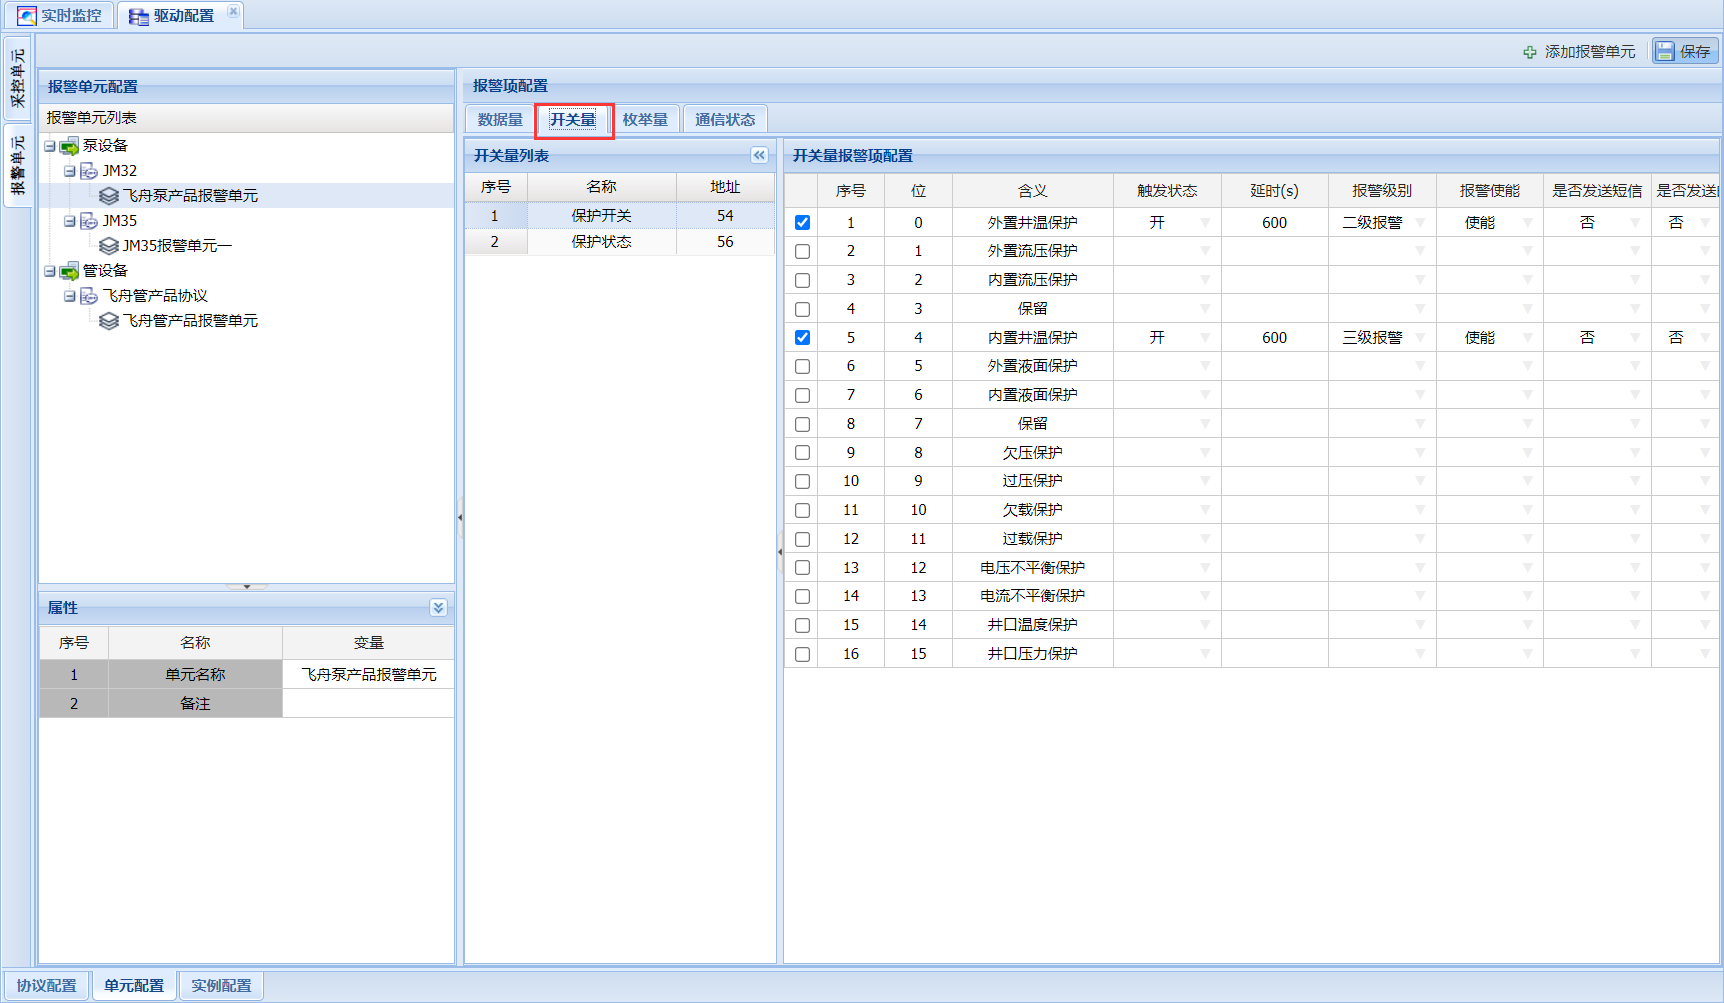 实时监控
驱动配置
采控单元
报警单元
添加报警单元
保存
报警单元配置
报警单元列表
泵设备
JM32
飞舟泵产品报警单元
JM35
JM35报警单元一
管设备
飞舟管产品协议
飞舟管产品报警单元
属性
序号 名称 变量
1 单元名称 飞舟泵产品报警单元
2 备注
报警项配置
数据量 开关量 枚举量 通信状态
开关量列表
序号 名称 地址
1 保护开关 54
2 保护状态 56
开关量报警项配置
序号 位 含义 触发状态 延时(s) 报警级别 报警使能 是否发送短信 是否发送
1 0 外置井温保护 开 600 二级报警 使能 否 否
2 1 外置流压保护
3 2 内置流压保护
4 3 保留
5 4 内置井温保护 开 600 三级报警 使能 否 否
6 5 外置液面保护
7 6 内置液面保护
8 7 保留
9 8 欠压保护
10 9 过压保护
11 10 欠载保护
12 11 过载保护
13 12 电压不平衡保护
14 13 电流不平衡保护
15 14 井口温度保护
16 15 井口压力保护
协议配置 单元配置 实例配置